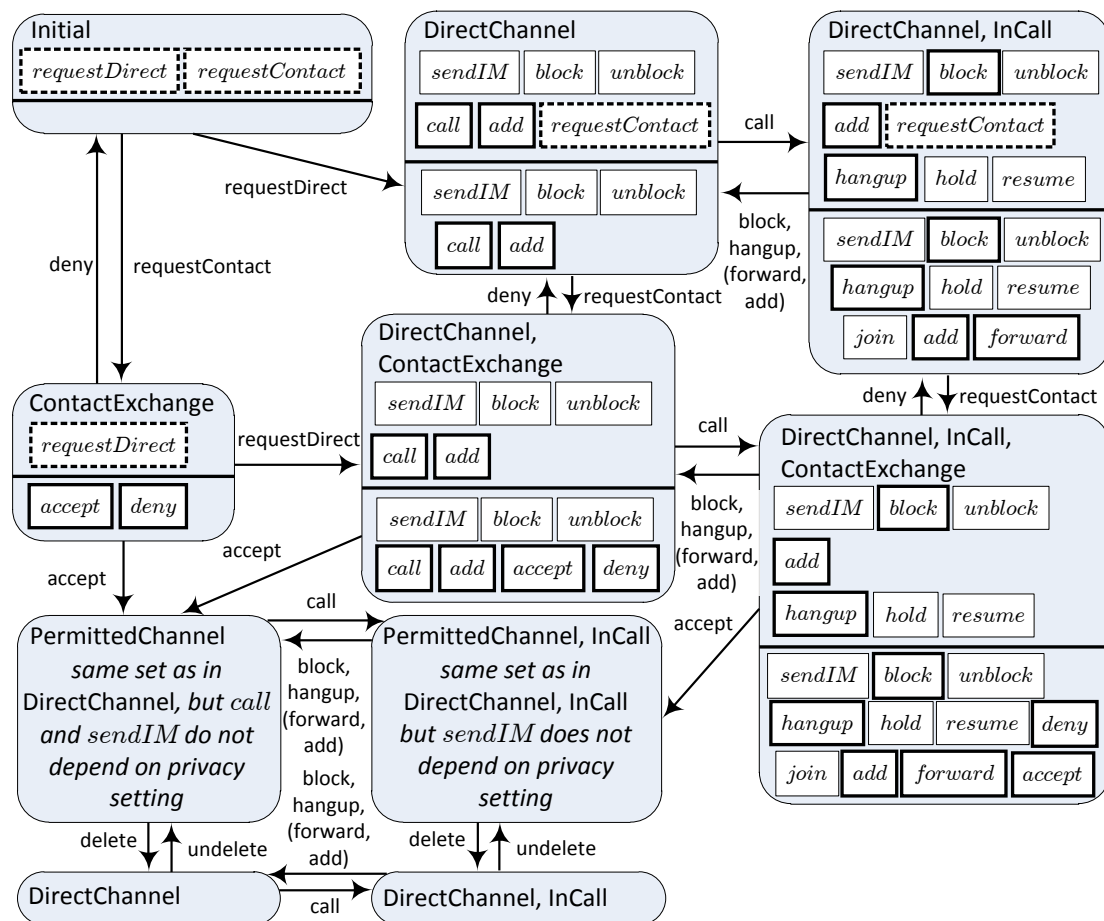 Initial
requestDirect requestContact
DirectChannel
sendIM block unblock
call add requestContact
sendIM block unblock
call add
call
DirectChannel, InCall
sendIM block unblock
add requestContact
hangup hold resume
sendIM block unblock
hangup hold resume
join add forward
requestDirect
block,
hangup,
(forward,
add)
deny
requestContact
deny
requestContact
DirectChannel,
ContactExchange
sendIM block unblock
call add
sendIM block unblock
call add accept deny
ContactExchange
requestDirect
accept deny
requestDirect
call
block,
hangup,
(forward,
add)
deny
requestContact
DirectChannel, InCall,
ContactExchange
sendIM block unblock
add
hangup hold resume
sendIM block unblock
hangup hold resume deny
join add forward accept
accept
accept
accept
PermittedChannel
same set as in
DirectChannel, but call
and sendIM do not
depend on privacy
setting
call
block,
hangup,
(forward,
add)
PermittedChannel, InCall
same set as in
DirectChannel, InCall
but sendIM does not
depend on privacy
setting
block,
hangup,
(forward,
add)
delete
undelete
delete
undelete
DirectChannel
call
DirectChannel, InCall